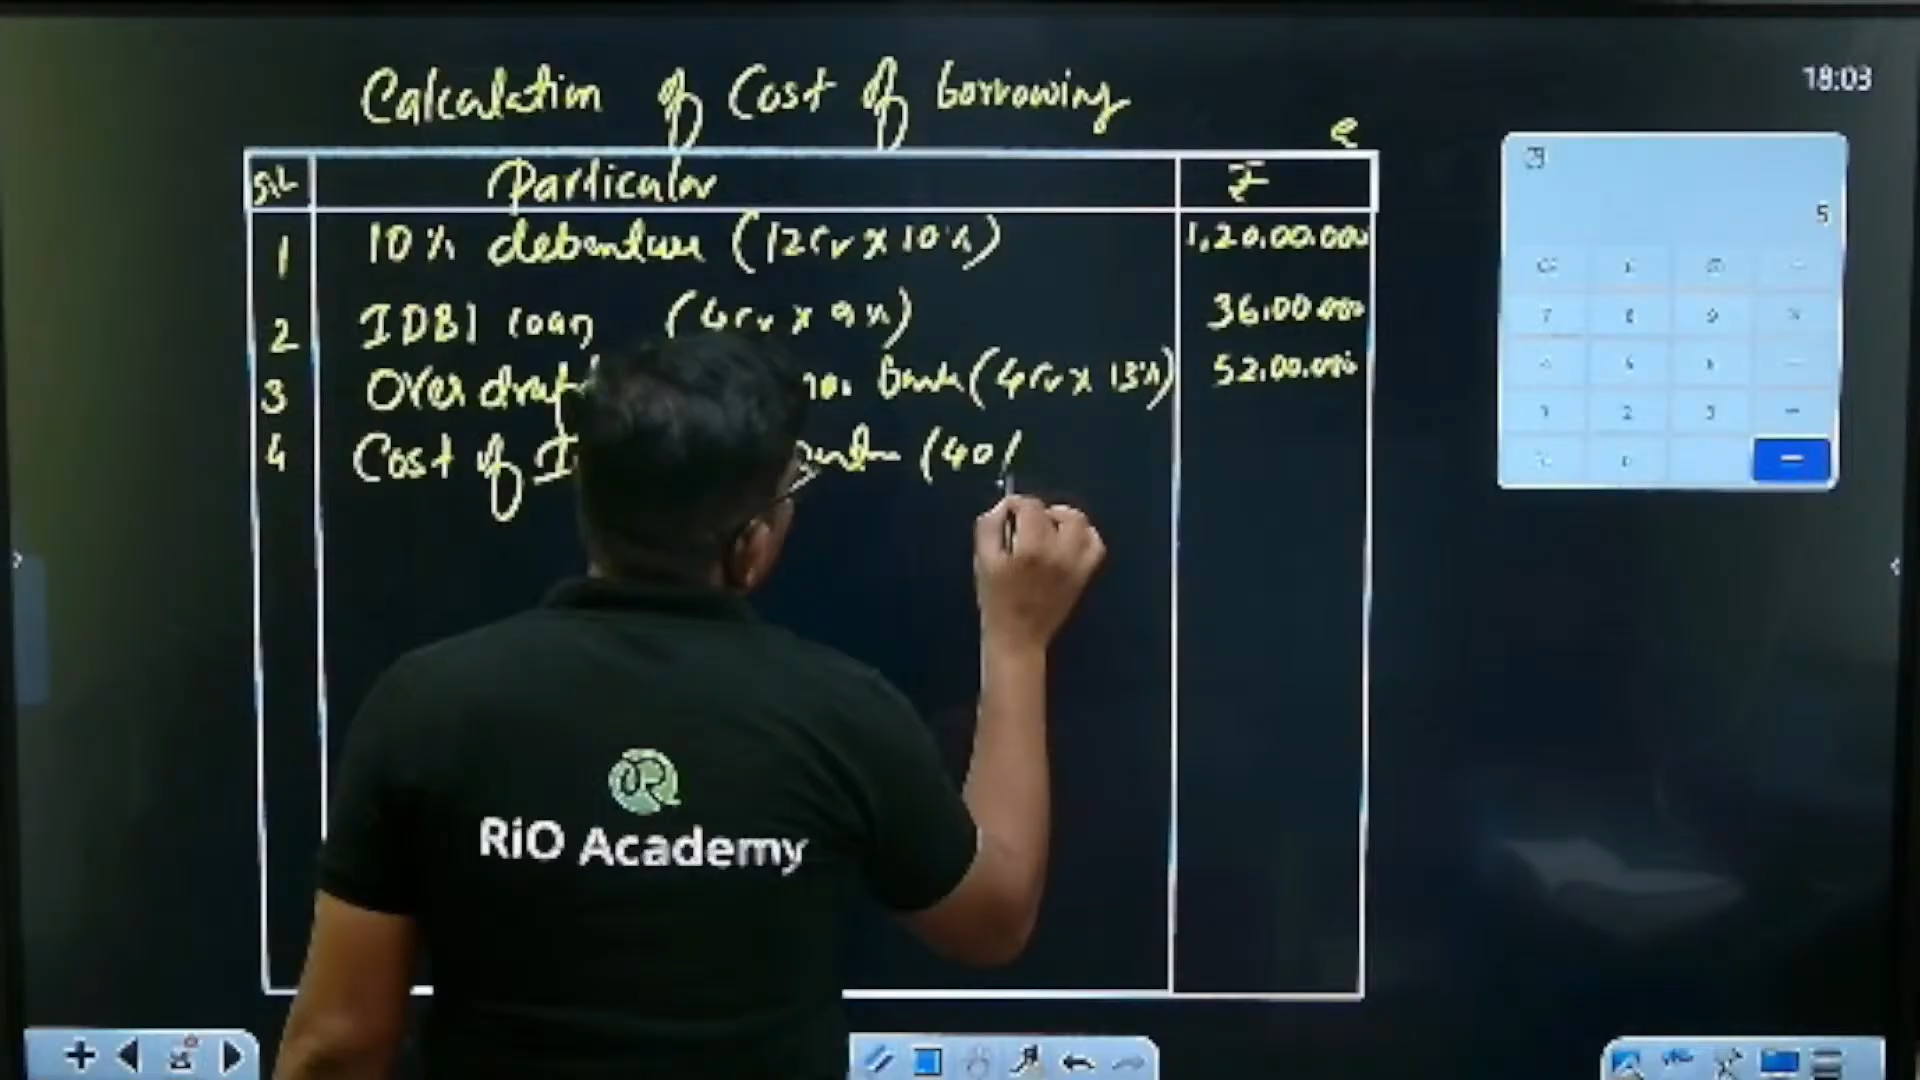 Calculation of Cost of borrowing
18:03
Particular ₹
1 10% debenture (12cr x 10%) 1,20,00,000
2 IDBI loan (4cr x 9%) 36,00,000
3 Over draft Bank (4cr x 13%) 52,00,000
4 Cost of (40/
5
RiO Academy